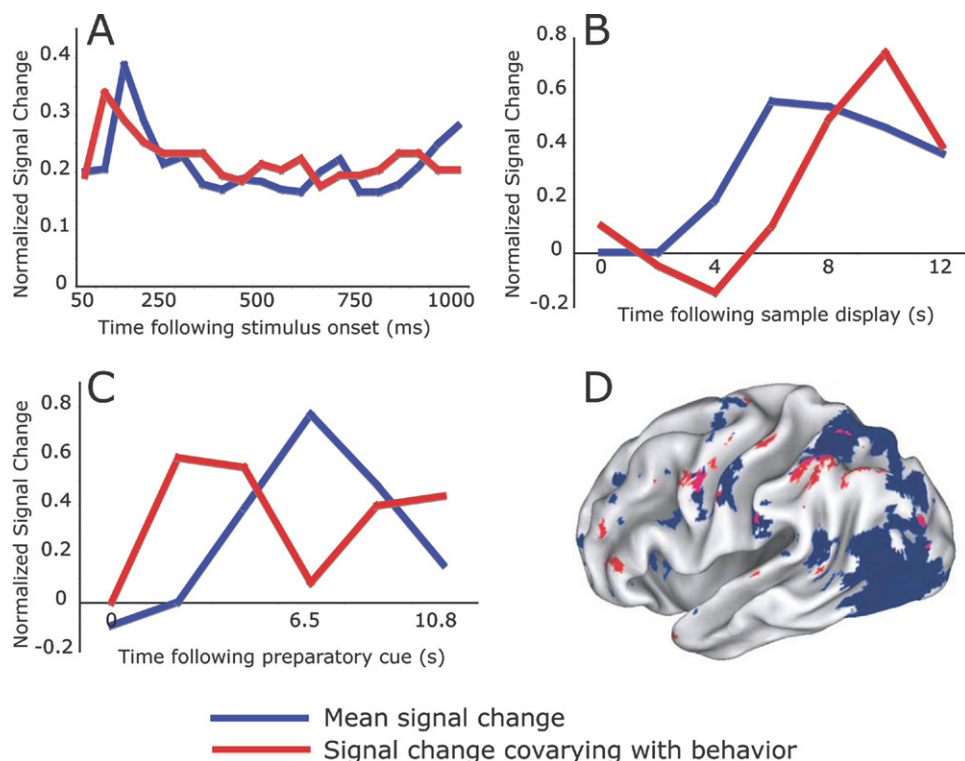 A
Normalized Signal Change
0.4
0.3
0.2
0.1
0
50 250 500 750 1000
Time following stimulus onset (ms)
B
Normalized Signal Change
0.8
0.6
0.4
0.2
0
-0.2
0 4 8 12
Time following sample display (s)
C
Normalized Signal Change
0.8
0.6
0.4
0.2
0
-0.2
0 6.5 10.8
Time following preparatory cue (s)
D
Mean signal change
Signal change covarying with behavior